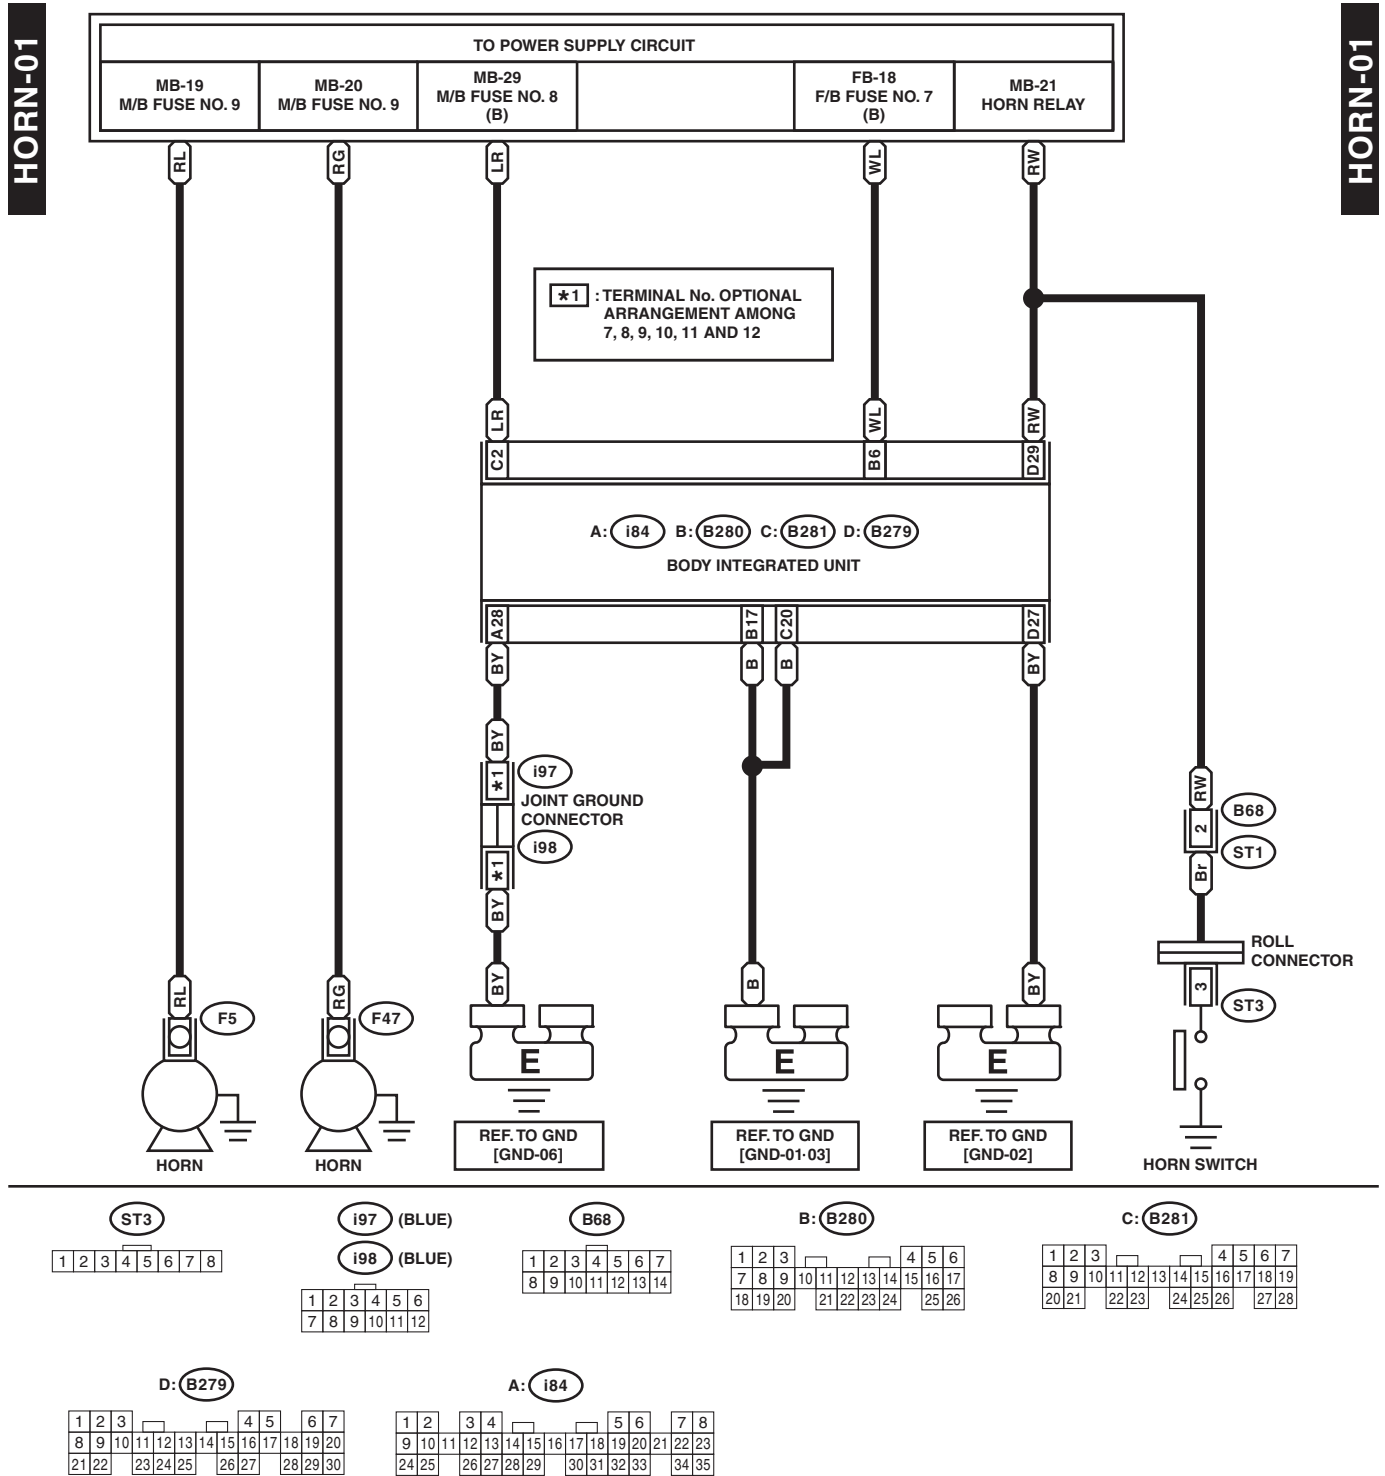 HORN-01
HORN-01
TO POWER SUPPLY CIRCUIT
MB-19
M/B FUSE NO. 9
MB-20
M/B FUSE NO. 9
MB-29
M/B FUSE NO. 8
(B)
FB-18
F/B FUSE NO. 7
(B)
MB-21
HORN RELAY
RL
RG
LR
WL
RW
*1 : TERMINAL No. OPTIONAL
ARRANGEMENT AMONG
7, 8, 9, 10, 11 AND 12
LR
WL
RW
C2
B6
D29
A: i84 B: B280 C: B281 D: B279
BODY INTEGRATED UNIT
A28
B17
C20
D27
BY
B
B
BY
BY
*1
i97
JOINT GROUND
CONNECTOR
i98
*1
BY
RW
B68
2
ST1
Br
ROLL
CONNECTOR
3
ST3
RL
RG
BY
B
BY
F5
F47
E
E
E
HORN
HORN
REF. TO GND
[GND-06]
REF. TO GND
[GND-01·03]
REF. TO GND
[GND-02]
HORN SWITCH
ST3
1 2 3 4 5 6 7 8
i97 (BLUE)
i98 (BLUE)
1 2 3 4 5 6
7 8 9 10 11 12
B68
1 2 3 4 5 6 7
8 9 10 11 12 13 14
B: B280
1 2 3 4 5 6
7 8 9 10 11 12 13 14 15 16 17
18 19 20 21 22 23 24 25 26
C: B281
1 2 3 4 5 6 7
8 9 10 11 12 13 14 15 16 17 18 19
20 21 22 23 24 25 26 27 28
D: B279
1 2 3 4 5 6 7
8 9 10 11 12 13 14 15 16 17 18 19 20
21 22 23 24 25 26 27 28 29 30
A: i84
1 2 3 4 5 6 7 8
9 10 11 12 13 14 15 16 17 18 19 20 21 22 23
24 25 26 27 28 29 30 31 32 33 34 35